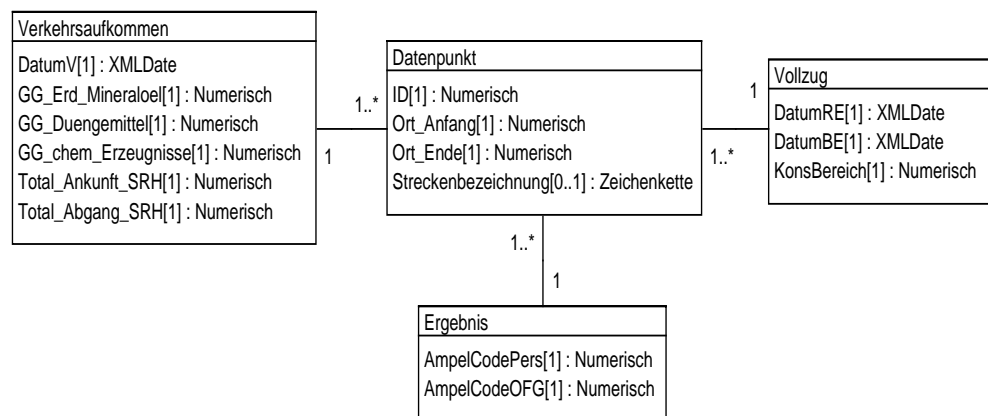 Verkehrsaufkommen
DatumV[1] : XMLDate
GG_Erd_Mineraloel[1] : Numerisch
GG_Duengemittel[1] : Numerisch
GG_chem_Erzeugnisse[1] : Numerisch
Total_Ankunft_SRH[1] : Numerisch
Total_Abgang_SRH[1] : Numerisch
1
1..*
Datenpunkt
ID[1] : Numerisch
Ort_Anfang[1] : Numerisch
Ort_Ende[1] : Numerisch
Streckenbezeichnung[0..1] : Zeichenkette
1
1..*
Vollzug
DatumRE[1] : XMLDate
DatumBE[1] : XMLDate
KonsBereich[1] : Numerisch
1..*
1
Ergebnis
AmpelCodePers[1] : Numerisch
AmpelCodeOFG[1] : Numerisch